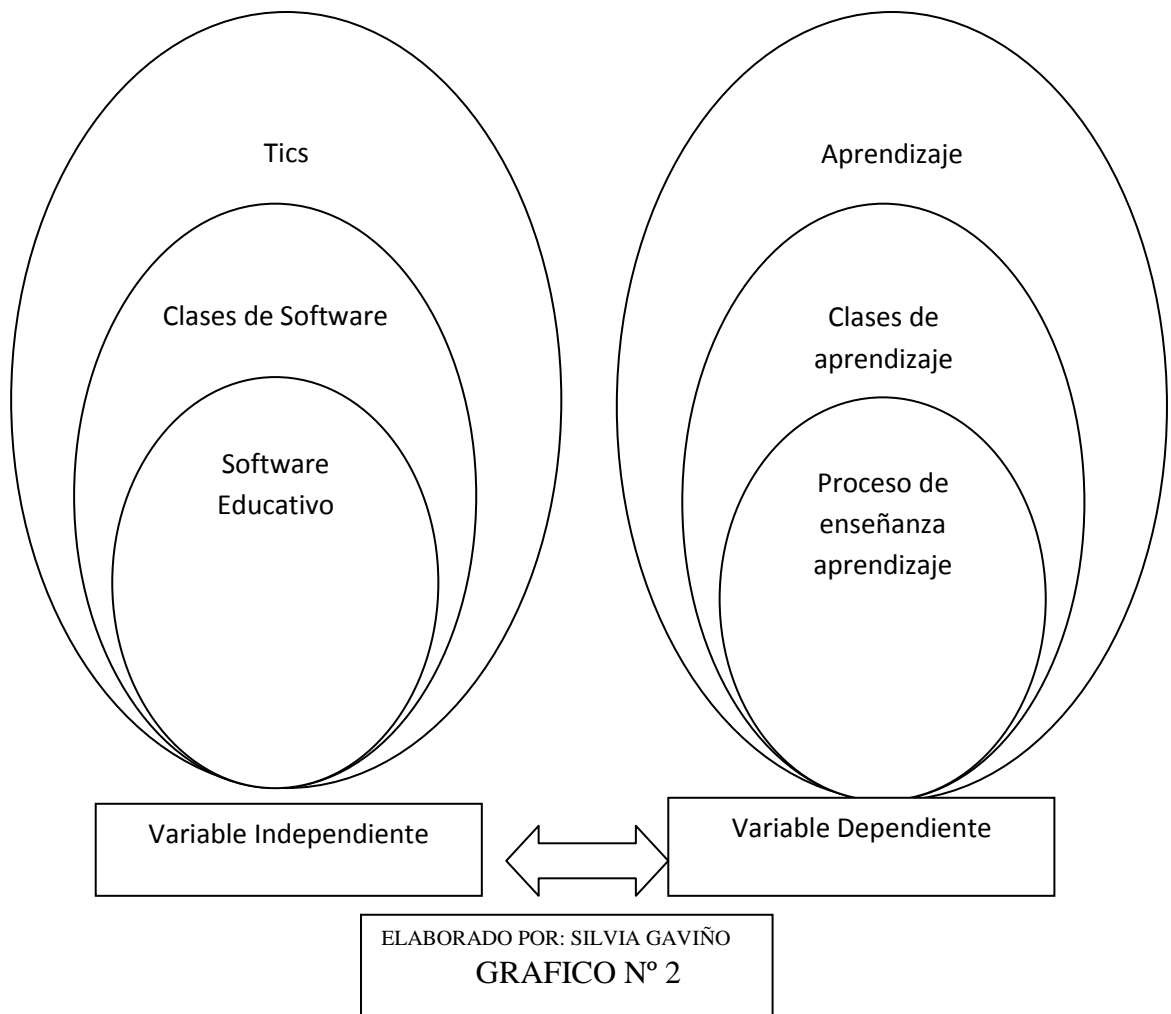 Tics
Clases de Software
Software
Educativo
Aprendizaje
Clases de
aprendizaje
Proceso de
enseñanza
aprendizaje
Variable Independiente
Variable Dependiente
ELABORADO POR: SILVIA GAVIÑO
GRAFICO Nº 2